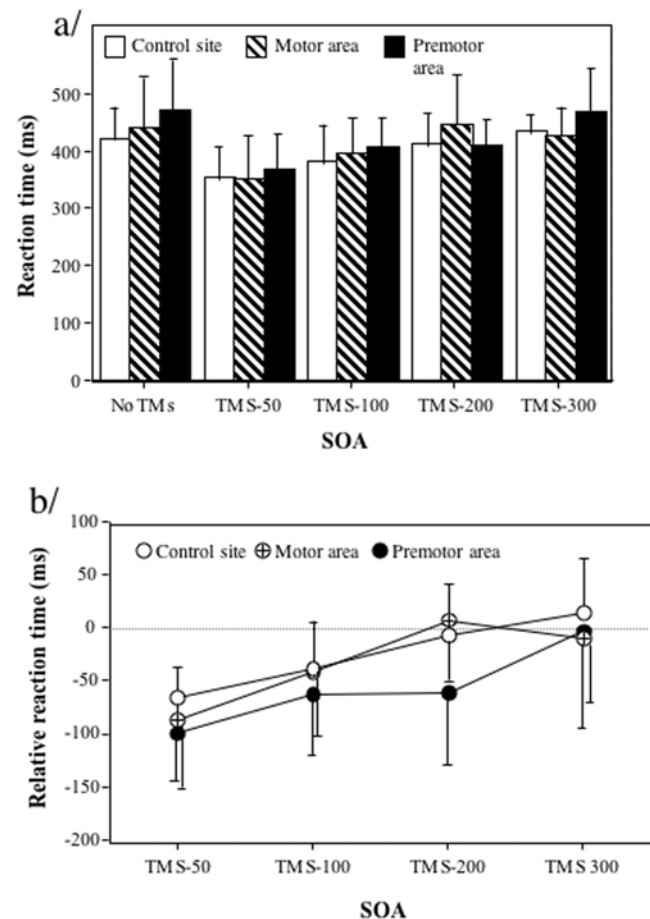 a/
Control site Motor area Premotor
area
500
400
300
200
100
0
Reaction time (ms)
No TMs TMS-50 TMS-100 TMS-200 TMS-300
SOA
b/
100
Control site Motor area Premotor area
50
0
-50
-100
-150
-200
Relative reaction time (ms)
TMS-50 TMS-100 TMS-200 TMS 300
SOA